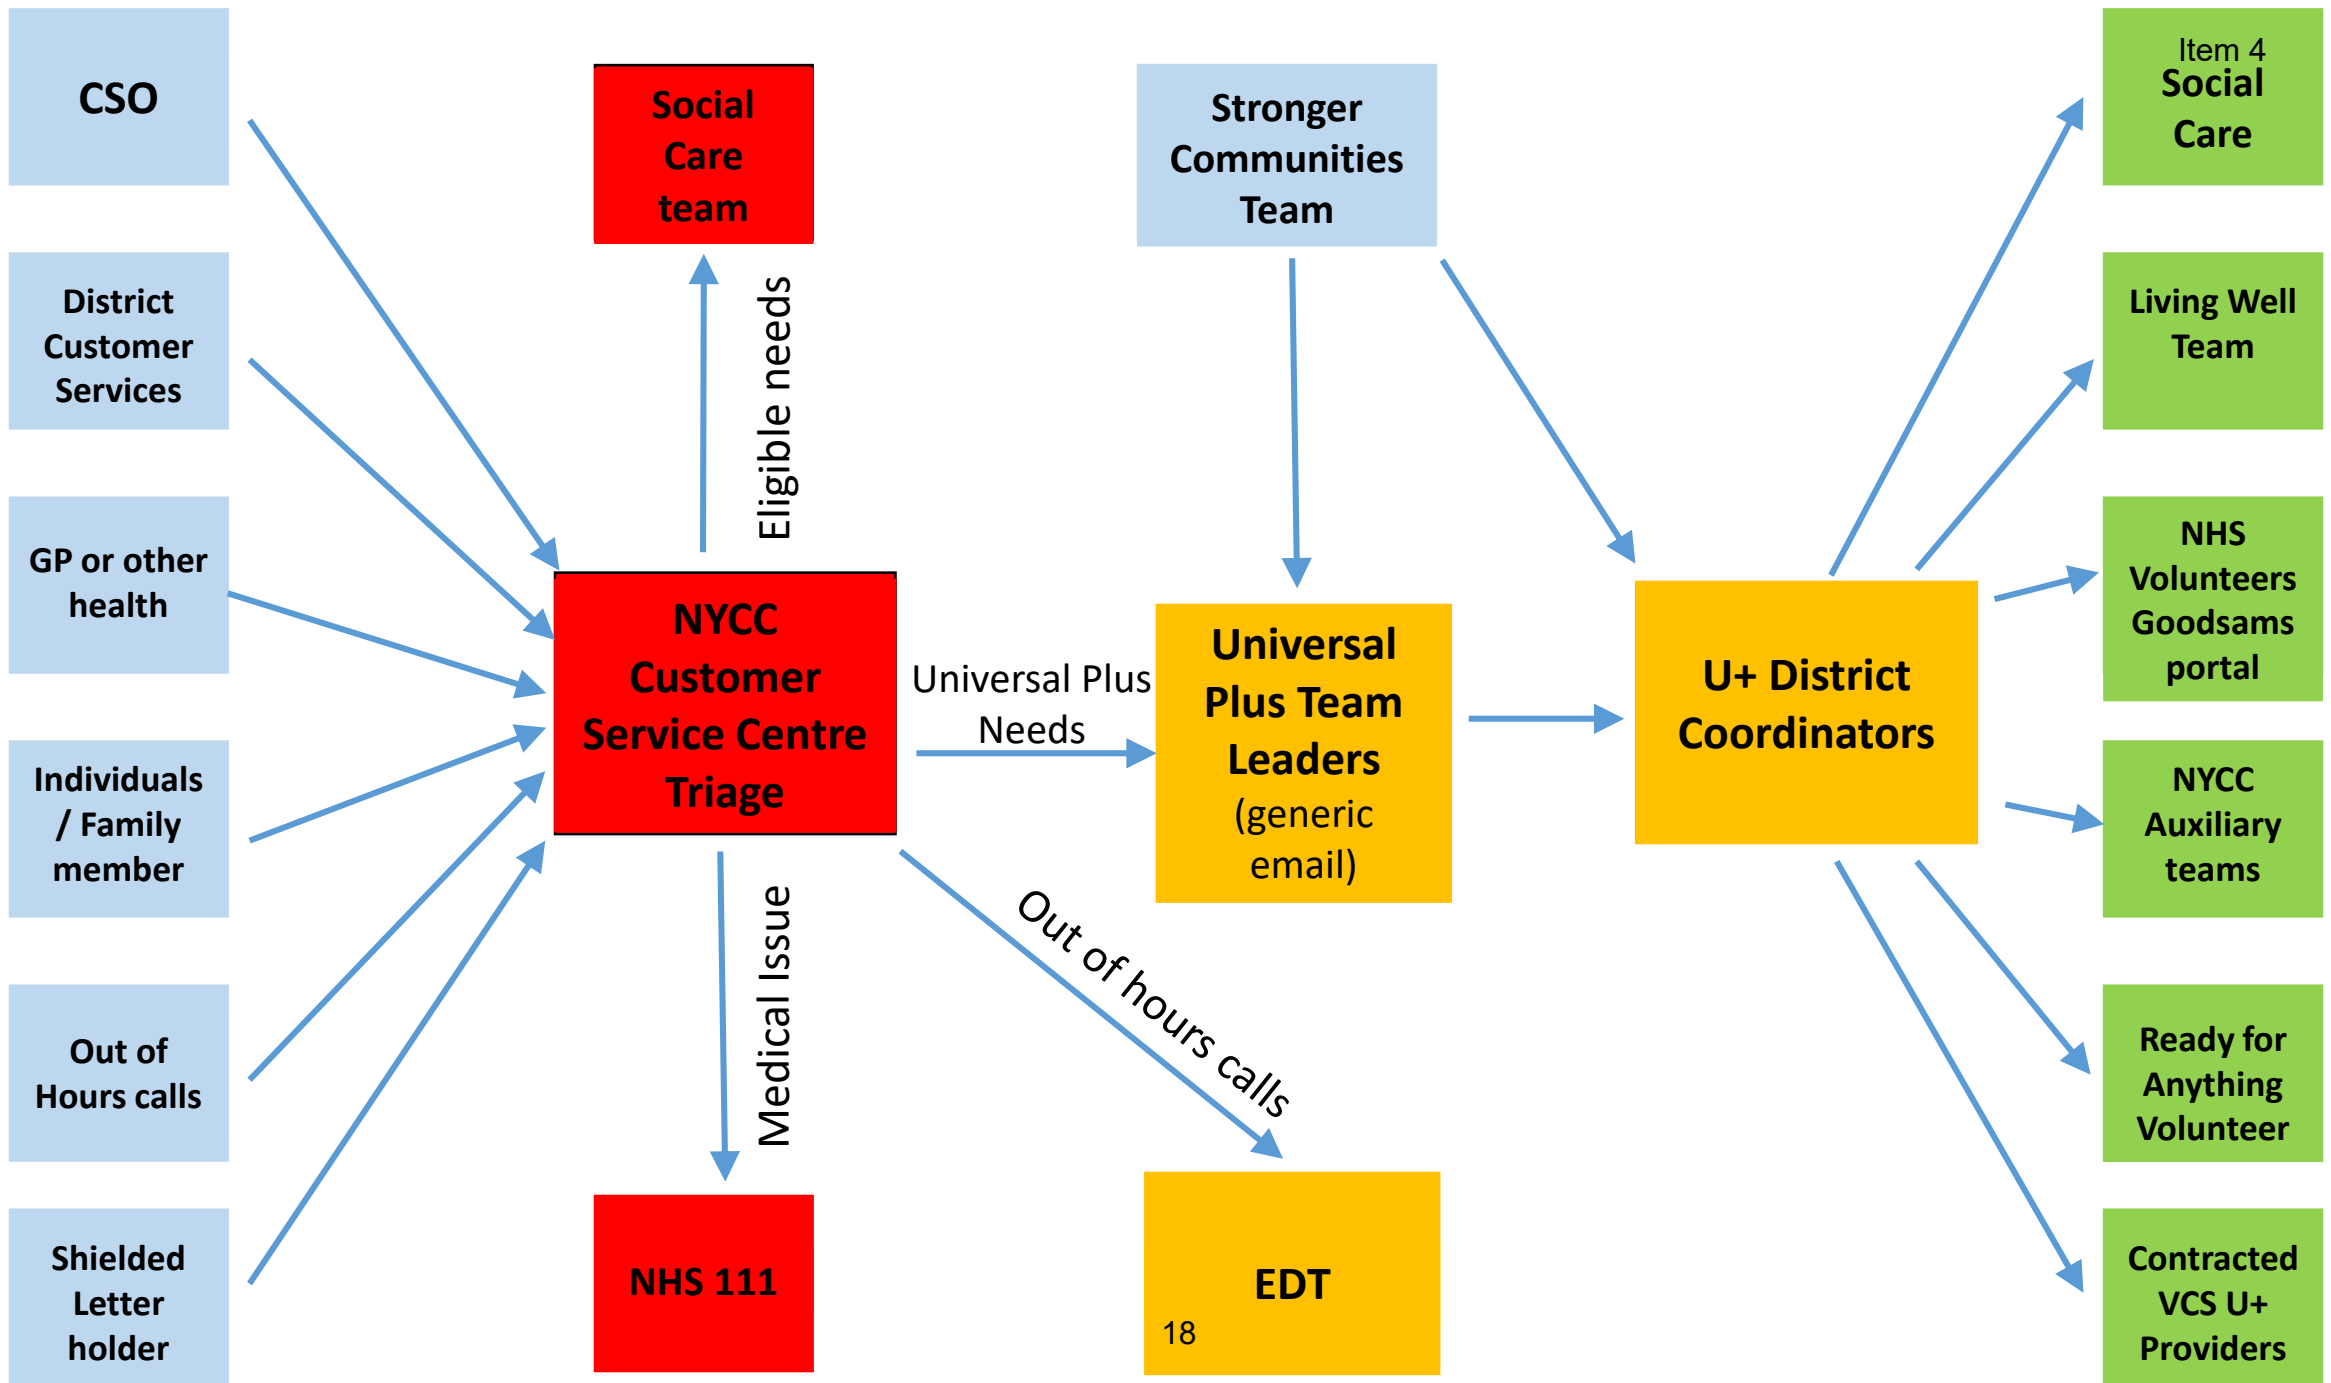 CSO
District
Customer
Services
GP or other
health
Individuals
/ Family
member
Out of
Hours calls
Shielded
Letter
holder
Social
Care
team
Eligible needs
NYCC
Customer
Service Centre
Triage
Medical Issue
NHS 111
Universal Plus
Needs
Out of hours calls
Stronger
Communities
Team
Universal
Plus Team
Leaders
(generic
email)
EDT
18
U+ District
Coordinators
Item 4
Social
Care
Living Well
Team
NHS
Volunteers
Goodsams
portal
NYCC
Auxiliary
teams
Ready for
Anything
Volunteer
Contracted
VCS U+
Providers